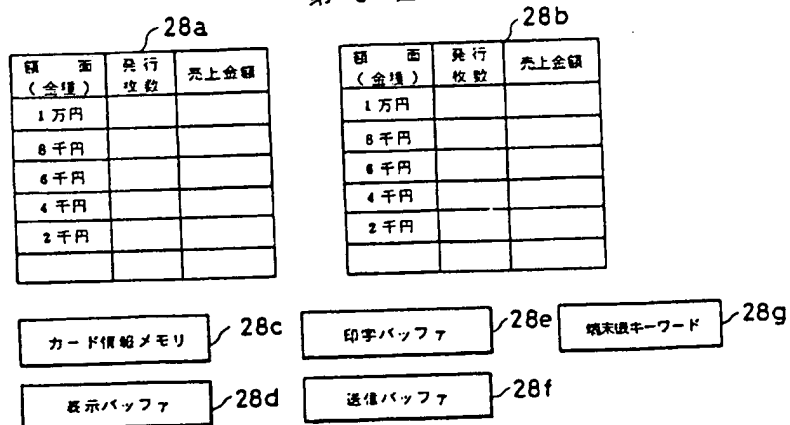 28a
28b
額面 発行 売上金額
(金種) 枚数
1万円
8千円
6千円
4千円
2千円
額面 発行 売上金額
(金種) 枚数
1万円
8千円
6千円
4千円
2千円
カード情報メモリ 28c
印字バッファ 28e
キーワード 28g
表示バッファ 28d
送信バッファ 28f